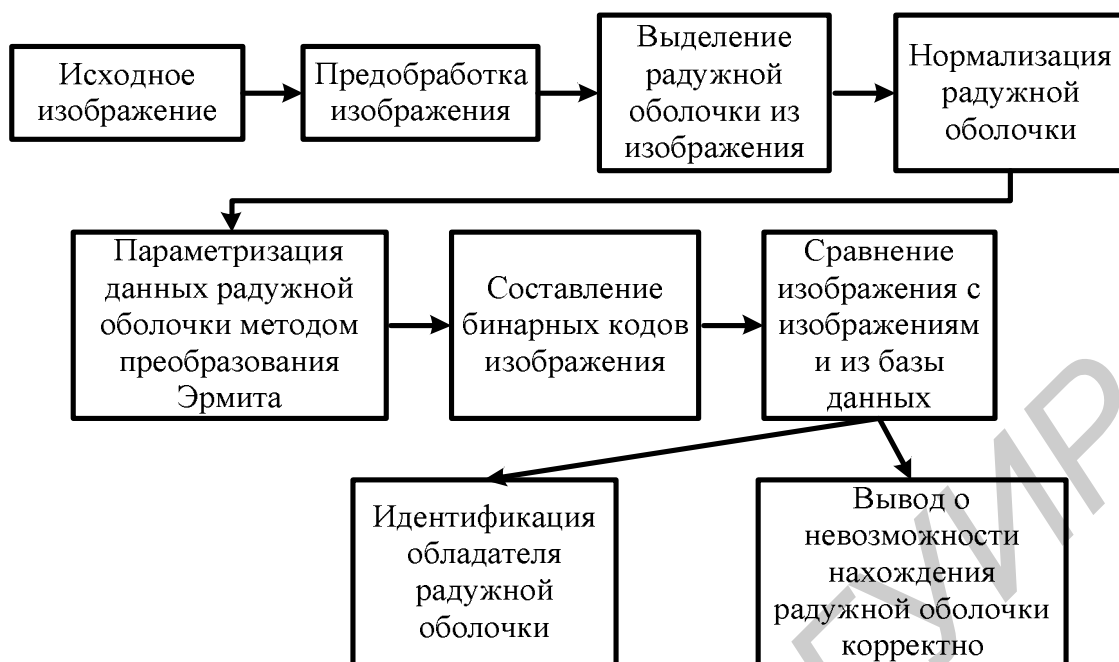 Исходное
изображение
Предобработка
изображения
Выделение
радужной
оболочки из
изображения
Нормализация
радужной
оболочки
Параметризация
данных радужной
оболочки методом
преобразования
Эрмита
Составление
бинарных кодов
изображения
Сравнение
изображения с
изображениям
и из базы
данных
Идентификация
обладателя
радужной
оболочки
Вывод о
невозможности
нахождения
радужной оболочки
корректно
ГУИР